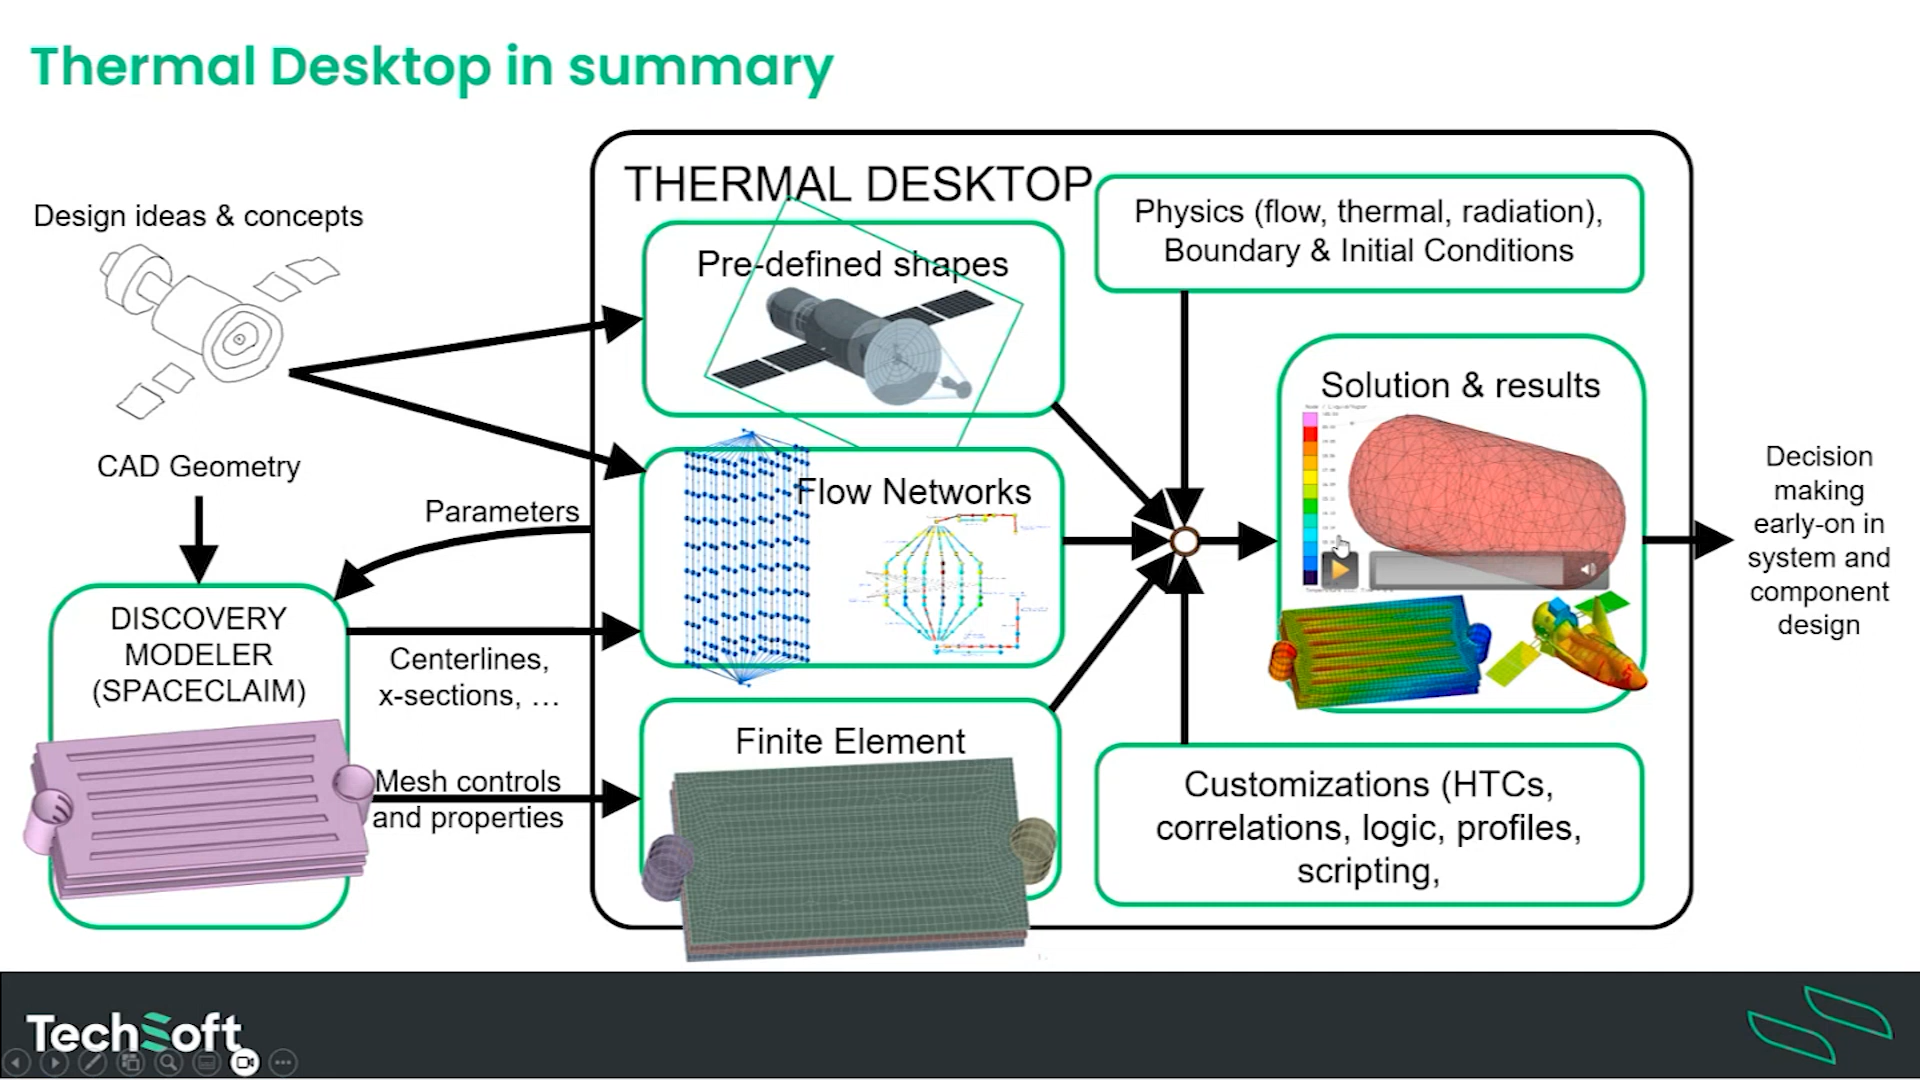 Thermal Desktop in summary
THERMAL DESKTOP
Design ideas & concepts
CAD Geometry
Parameters
DISCOVERY
MODELER
(SPACECLAIM)
Centerlines,
x-sections, …
Mesh controls
and properties
Pre-defined shapes
Flow Networks
Finite Element
Physics (flow, thermal, radiation),
Boundary & Initial Conditions
Solution & results
Customizations (HTCs,
correlations, logic, profiles,
scripting,
Decision
making
early-on in
system and
component
design
TechSoft